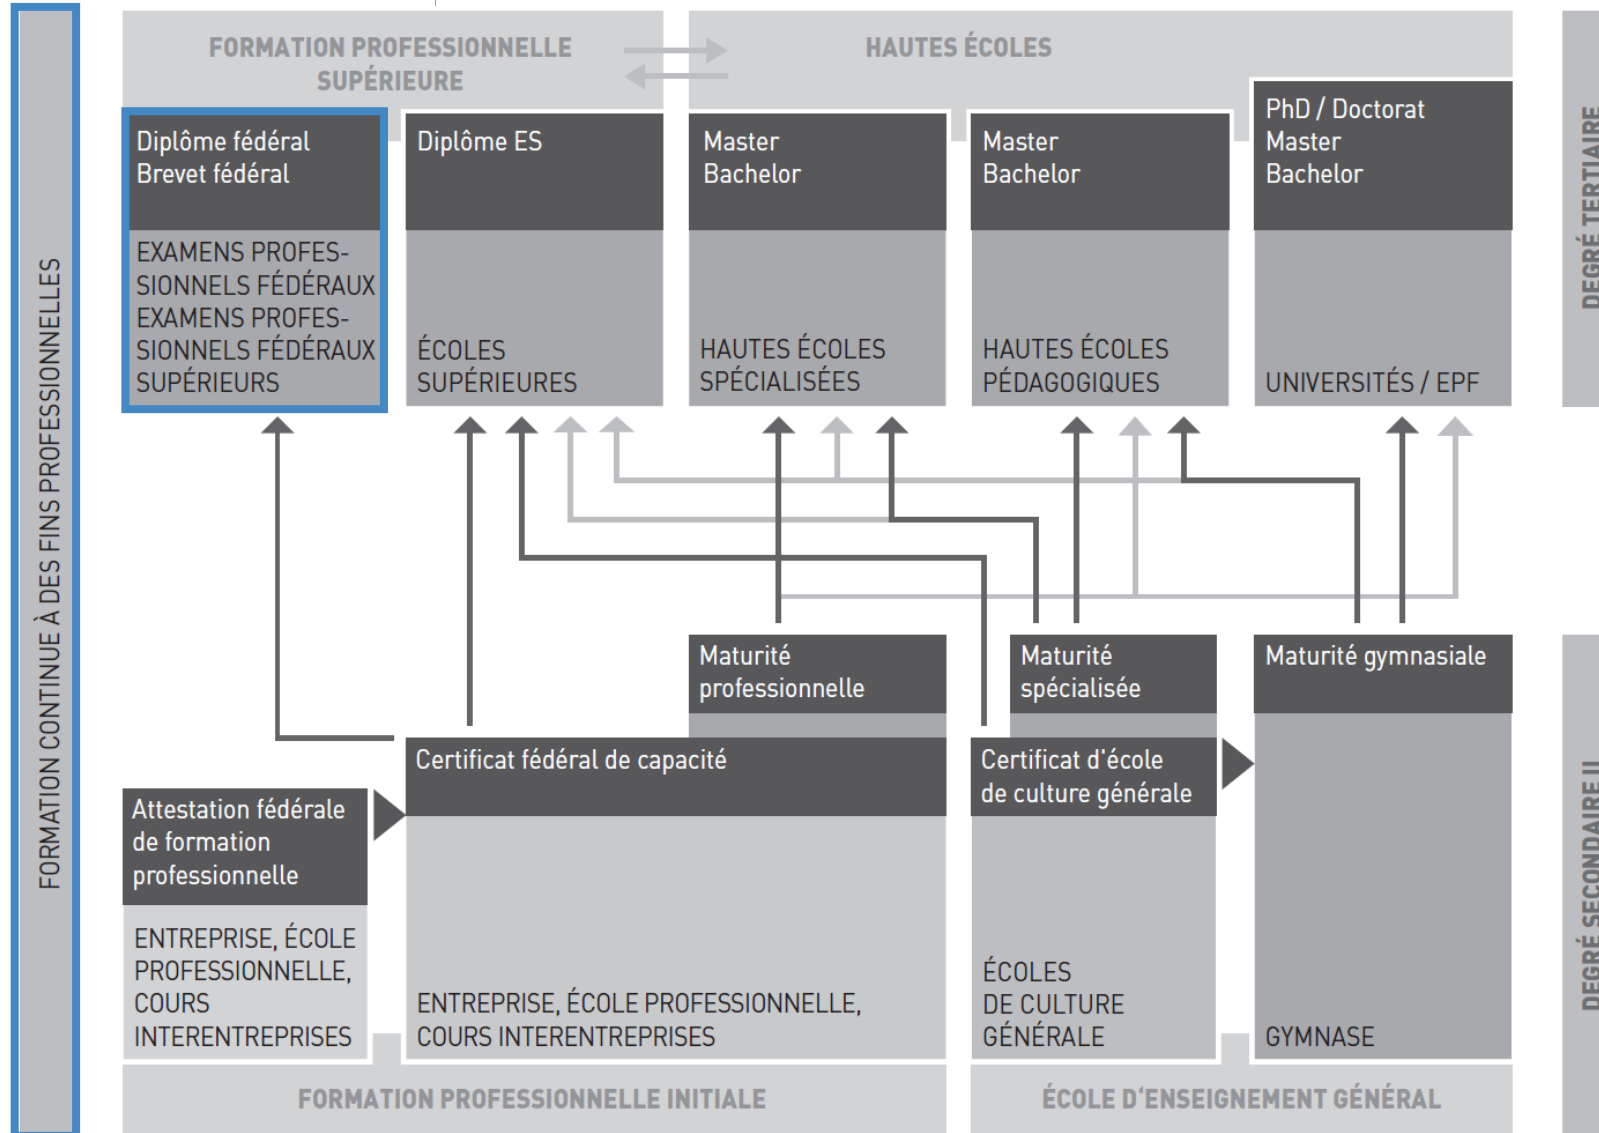 FORMATION CONTINUE À DES FINS PROFESSIONNELLES
FORMATION PROFESSIONNELLE
SUPÉRIEURE
HAUTES ÉCOLES
Diplôme fédéral
Brevet fédéral
EXAMENS PROFES-
SIONNELS FÉDÉRAUX
EXAMENS PROFES-
SIONNELS FÉDÉRAUX
SUPÉRIEURS
Diplôme ES
ÉCOLES
SUPÉRIEURES
Master
Bachelor
HAUTES ÉCOLES
SPÉCIALISÉES
Master
Bachelor
HAUTES ÉCOLES
PÉDAGOGIQUES
PhD / Doctorat
Master
Bachelor
UNIVERSITÉS / EPF
DEGRÉ TERTIAIRE
Maturité
professionnelle
Maturité
spécialisée
Maturité gymnasiale
Certificat fédéral de capacité
Certificat d'école
de culture générale
Attestation fédérale
de formation
professionnelle
ENTREPRISE, ÉCOLE
PROFESSIONNELLE,
COURS
INTERENTREPRISES
ENTREPRISE, ÉCOLE PROFESSIONNELLE,
COURS INTERENTREPRISES
ÉCOLES
DE CULTURE
GÉNÉRALE
GYMNASE
DEGRÉ SECONDAIRE II
FORMATION PROFESSIONNELLE INITIALE
ÉCOLE D‘ENSEIGNEMENT GÉNÉRAL